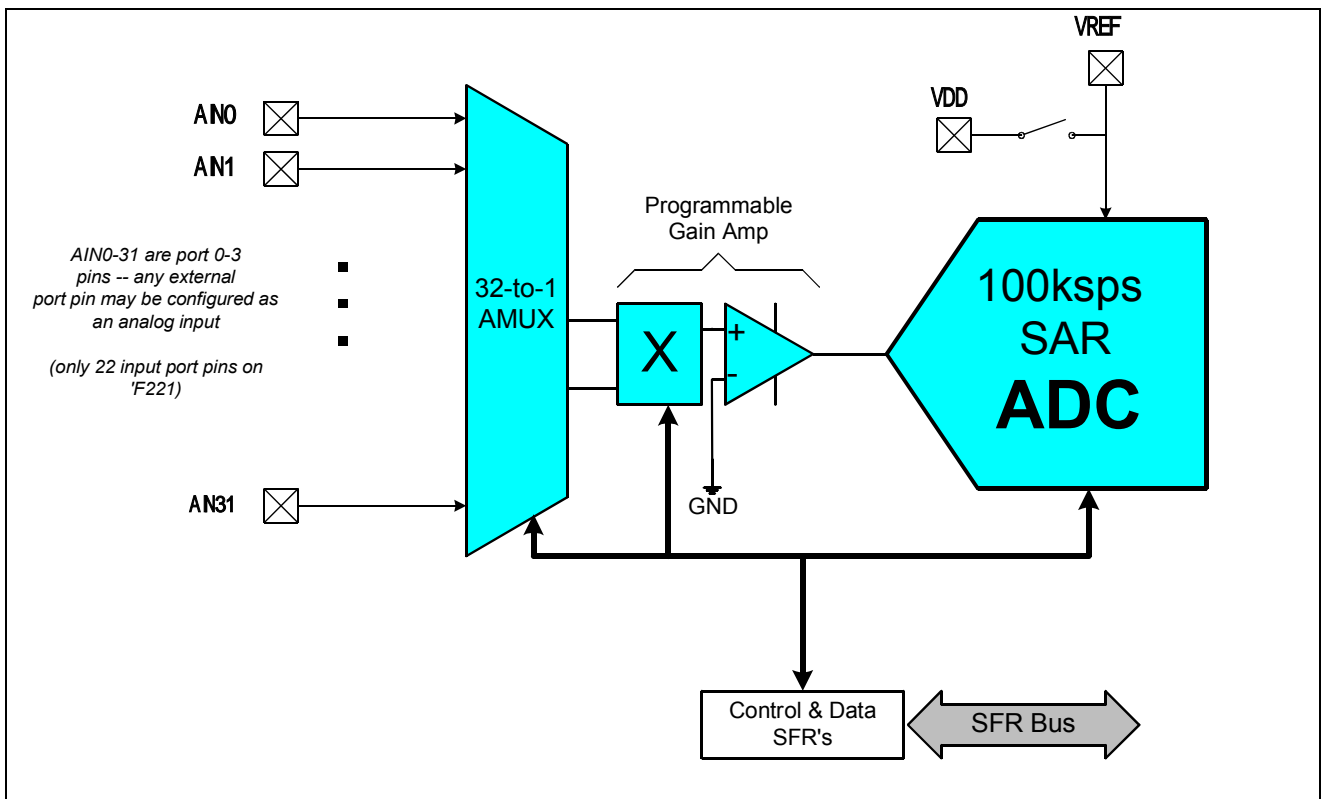 VREF
VDD
AIN0
AIN1
Programmable
Gain Amp
AIN0-31 are port 0-3
pins -- any external
port pin may be configured as
an analog input
(only 22 input port pins on
'F221)
32-to-1
AMUX
X
+
-
100ksps
SAR
ADC
AIN31
GND
Control & Data
SFR's
SFR Bus